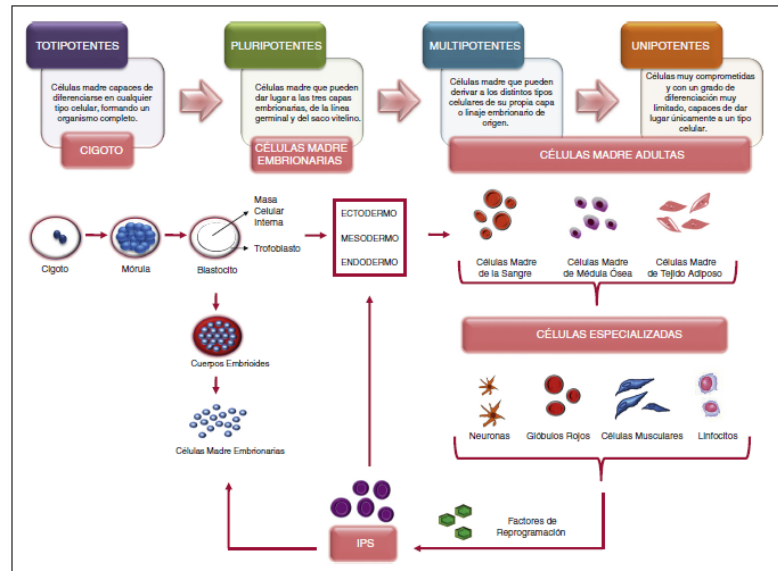 TOTIPOTENTES
Células madre capaces de
diferenciarse en cualquier
tipo celular, formando un
organismo completo.
CIGOTO
PLURIPOTENTES
Células madre que pueden
dar lugar a las tres capas
embrionarias, de la línea
germinal y del saco vitelino.
CÉLULAS MADRE
EMBRIONARIAS
MULTIPOTENTES
Células madre que pueden
derivar a los distintos tipos
celulares de su propia capa
o linaje embrionario de
origen.
UNIPOTENTES
Células muy comprometidas
y con un grado de
diferenciación muy
limitado, capaces de dar
lugar únicamente a un tipo
celular.
CÉLULAS MADRE ADULTAS
Cigoto
Mórula
Blastocito
Masa
Celular
Interna
Trofoblasto
ECTODERMO
MESODERMO
ENDODERMO
Células Madre
de la Sangre
Células Madre
de Médula Ósea
Células Madre
de Tejido Adiposo
CÉLULAS ESPECIALIZADAS
Cuerpos Embrioides
Células Madre Embrionarias
Neuronas
Glóbulos Rojos
Células Musculares
Linfocitos
Factores de
Reprogramación
IPS